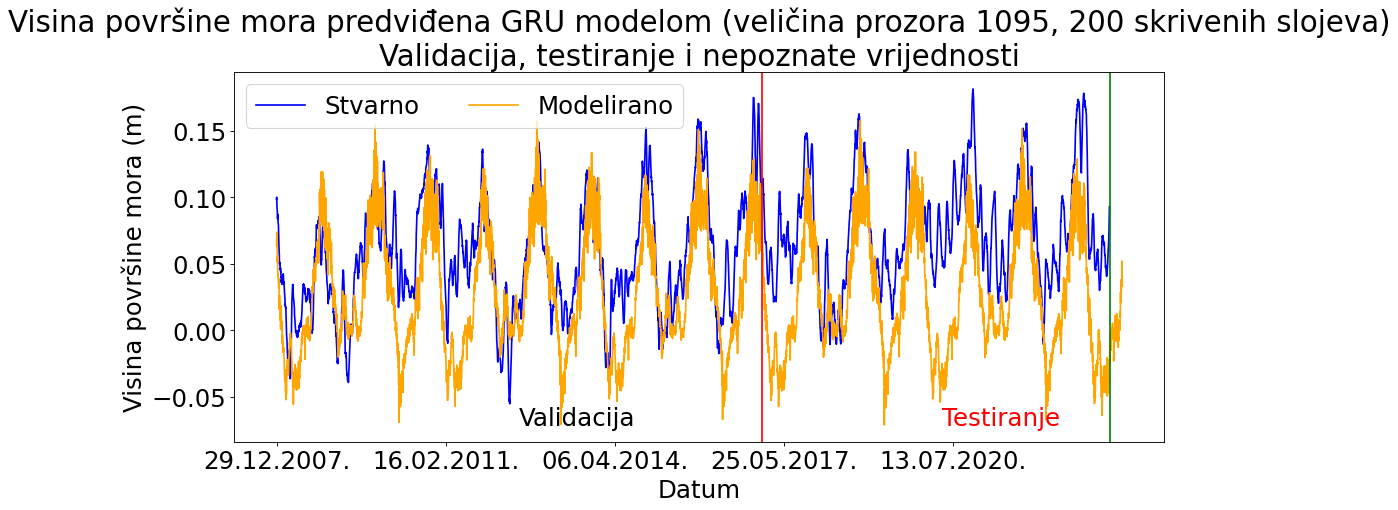 Visina površine mora predviđena GRU modelom (veličina prozora 1095, 200 skrivenih slojeva)
Validacija, testiranje i nepoznate vrijednosti
Stvarno
Modelirano
Visina površine mora (m)
0.15
0.10
0.05
0.00
−0.05
Validacija
Testiranje
29.12.2007.
16.02.2011.
06.04.2014.
25.05.2017.
13.07.2020.
Datum